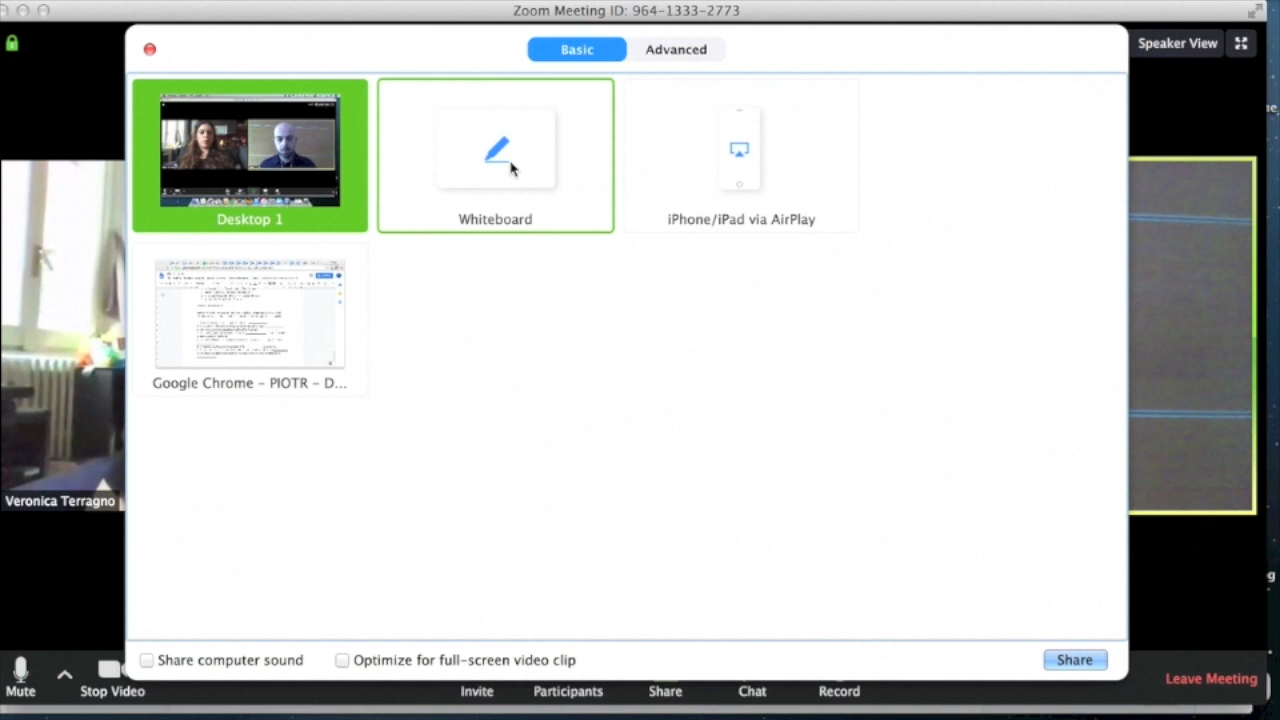 Zoom Meeting ID: 964-1333-2773
Speaker View
Basic
Advanced
Desktop 1
Whiteboard
iPhone/iPad via AirPlay
Google Chrome – PIOTR – D...
Veronica Terragno
Share computer sound
Optimize for full-screen video clip
Share
Mute
Stop Video
Invite
Participants
Share
Chat
Record
Leave Meeting